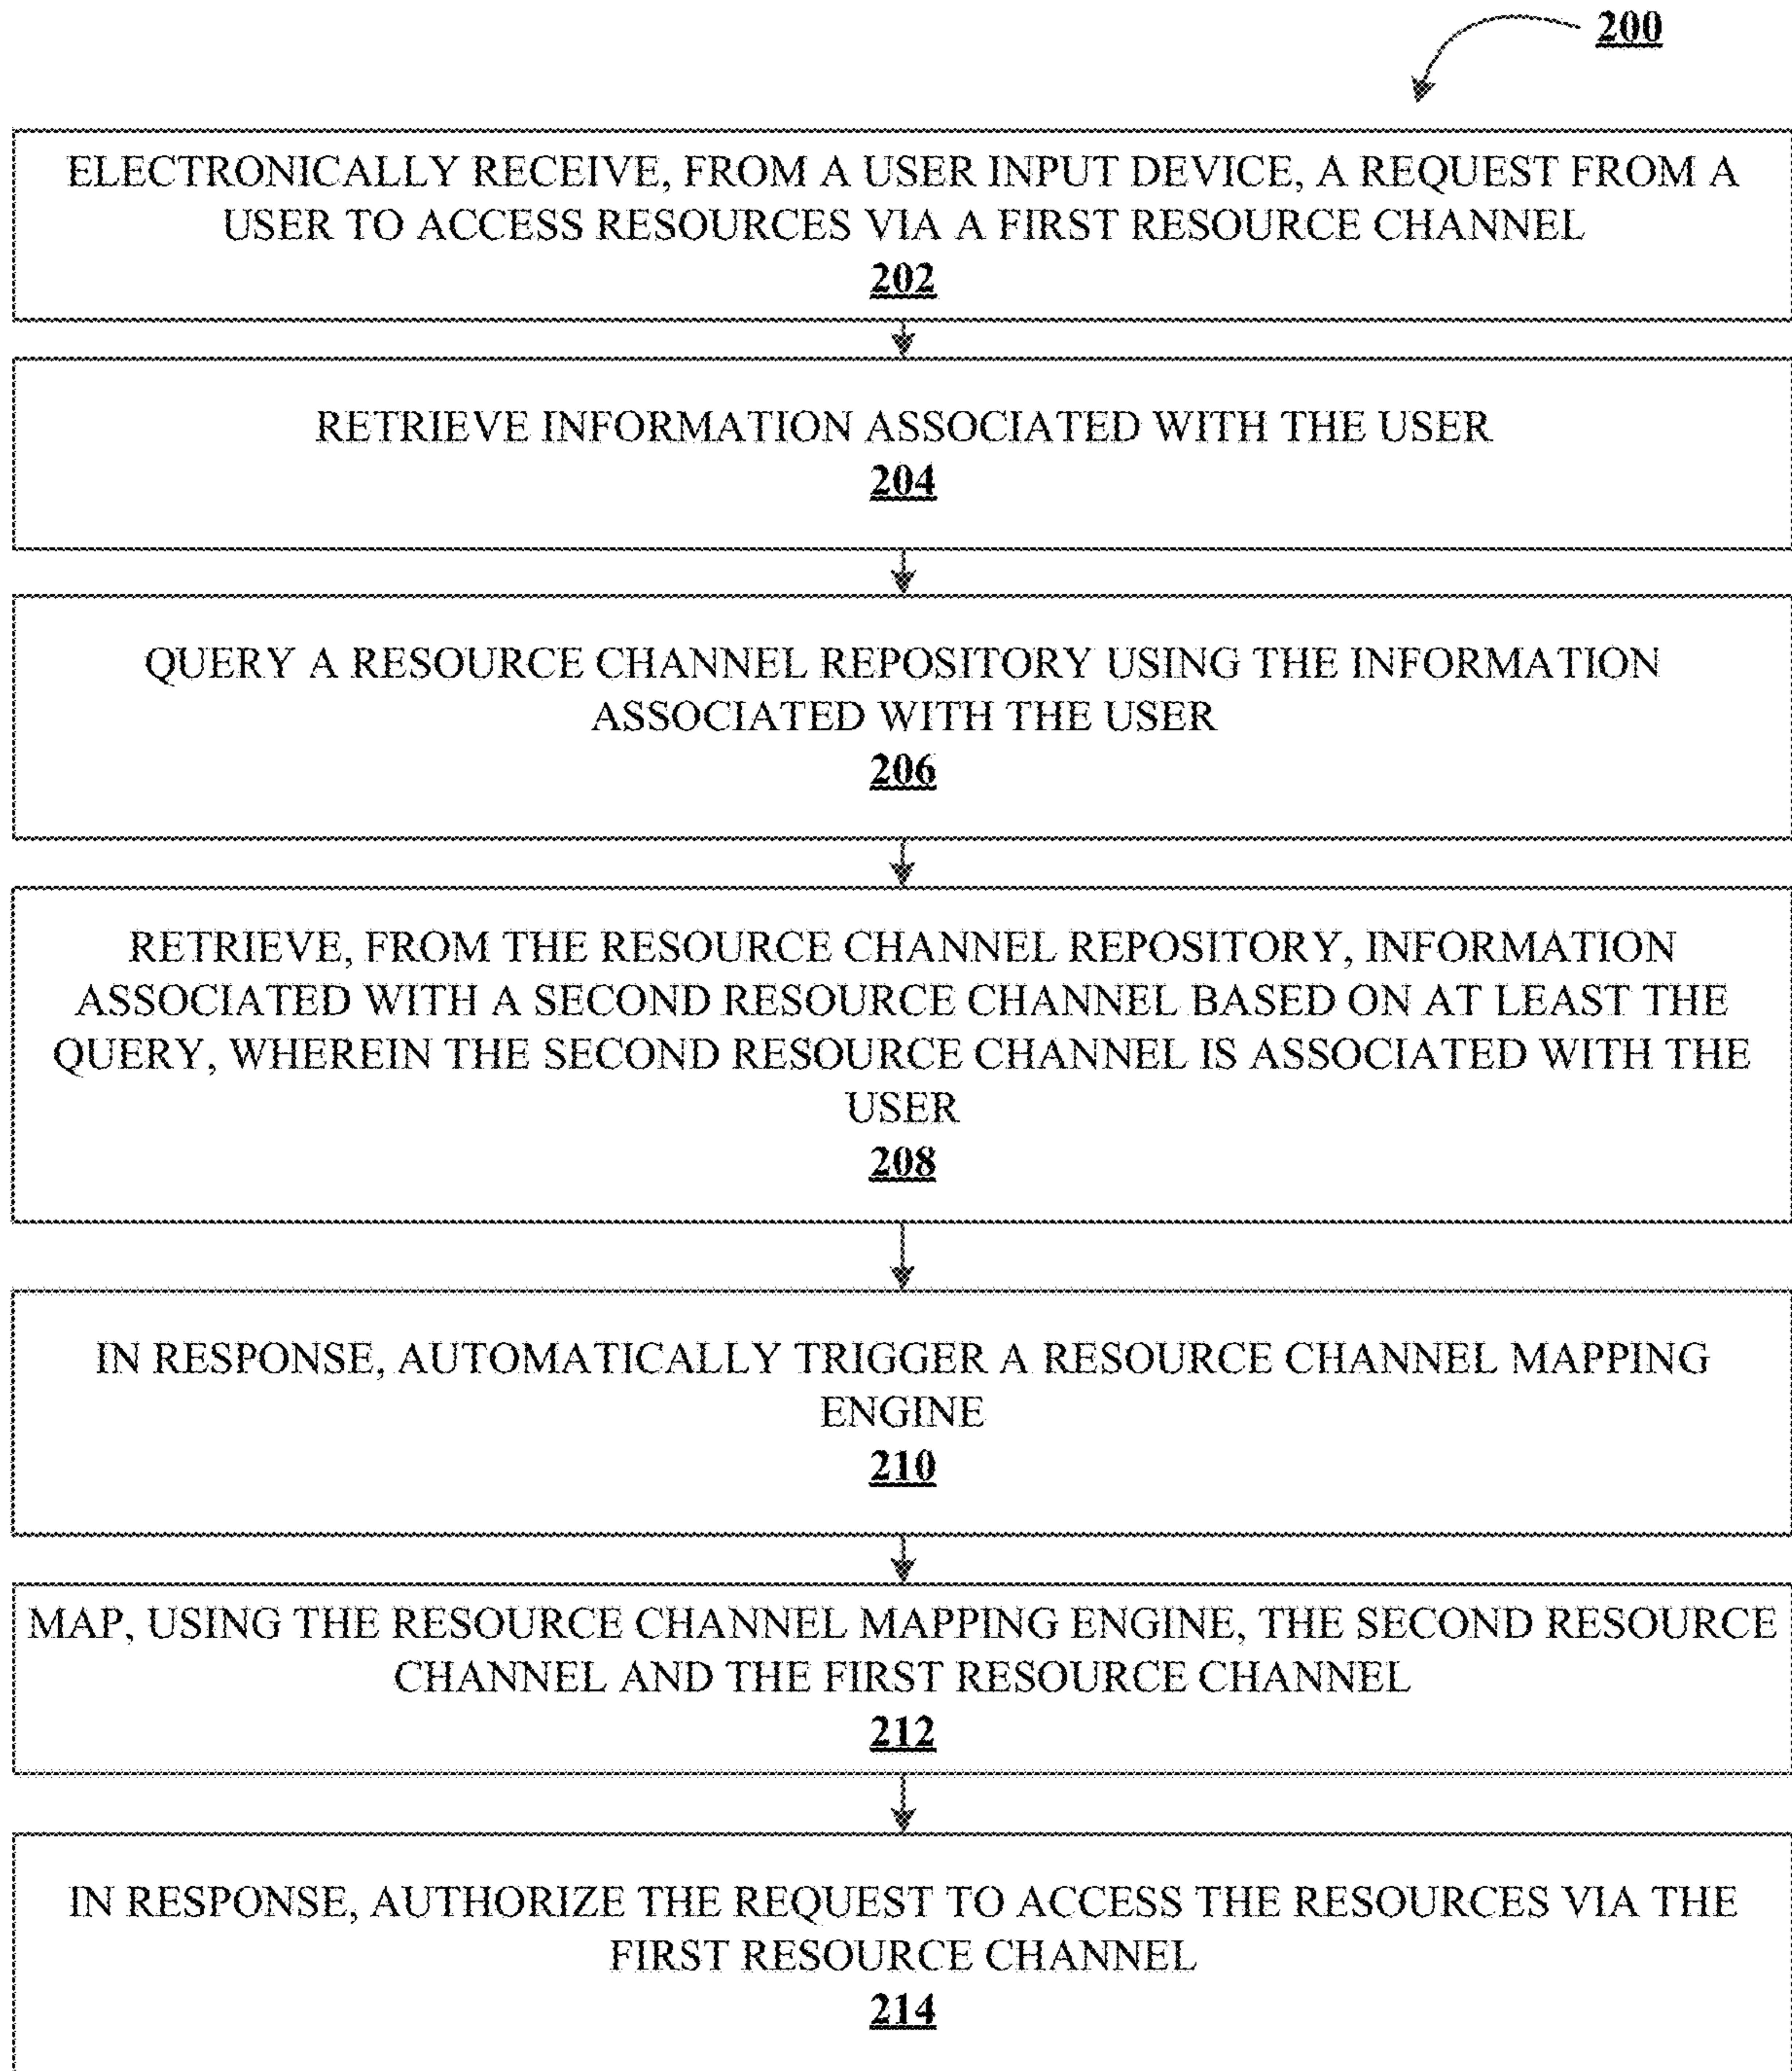 200
ELECTRONICALLY RECEIVE, FROM A USER INPUT DEVICE, A REQUEST FROM A
USER TO ACCESS RESOURCES VIA A FIRST RESOURCE CHANNEL
202
RETRIEVE INFORMATION ASSOCIATED WITH THE USER
204
QUERY A RESOURCE CHANNEL REPOSITORY USING THE INFORMATION
ASSOCIATED WITH THE USER
206
RETRIEVE, FROM THE RESOURCE CHANNEL REPOSITORY, INFORMATION
ASSOCIATED WITH A SECOND RESOURCE CHANNEL BASED ON AT LEAST THE
QUERY, WHEREIN THE SECOND RESOURCE CHANNEL IS ASSOCIATED WITH THE
USER
208
IN RESPONSE, AUTOMATICALLY TRIGGER A RESOURCE CHANNEL MAPPING
ENGINE
210
MAP, USING THE RESOURCE CHANNEL MAPPING ENGINE, THE SECOND RESOURCE
CHANNEL AND THE FIRST RESOURCE CHANNEL
212
IN RESPONSE, AUTHORIZE THE REQUEST TO ACCESS THE RESOURCES VIA THE
FIRST RESOURCE CHANNEL
214